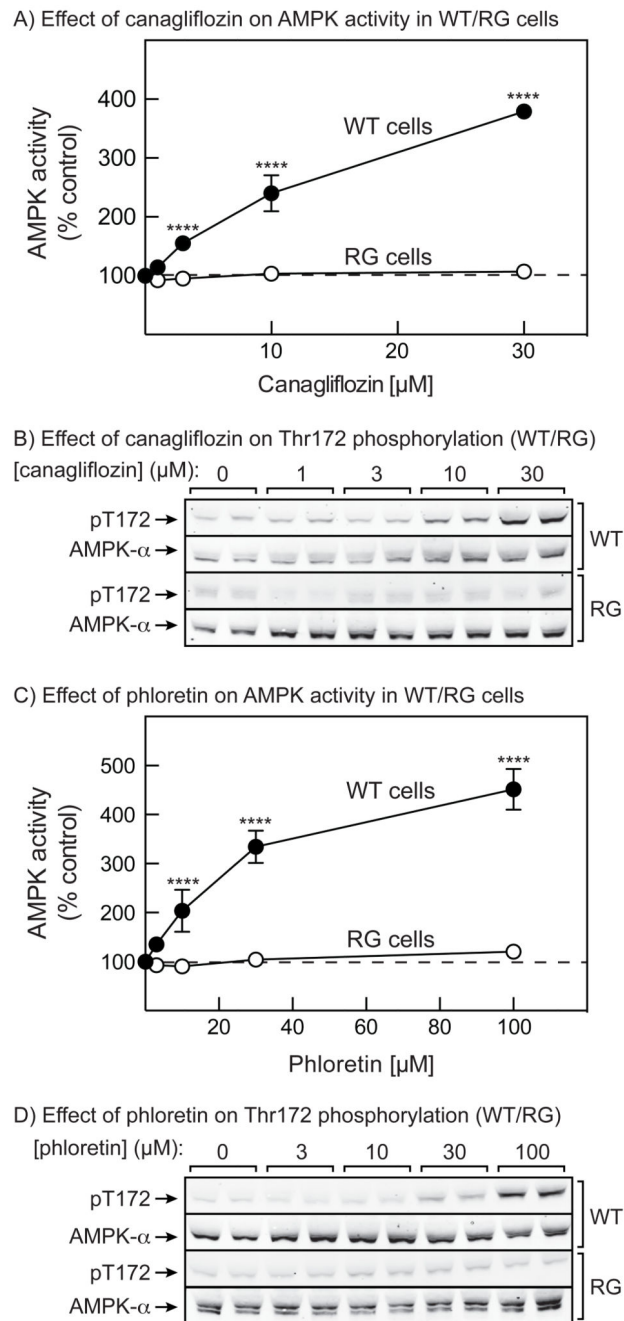 A) Effect of canagliflozin on AMPK activity in WT/RG cells
AMPK activity
(% control)
400
300
200
100
****
****
****
WT cells
RG cells
10
20
30
Canagliflozin [µM]
B) Effect of canagliflozin on Thr172 phosphorylation (WT/RG)
[canagliflozin] (µM):
0 1 3 10 30
pT172
AMPK-α
WT
pT172
AMPK-α
RG
C) Effect of phloretin on AMPK activity in WT/RG cells
AMPK activity
(% control)
500
400
300
200
100
****
****
****
WT cells
RG cells
20 40 60 80 100
Phloretin [µM]
D) Effect of phloretin on Thr172 phosphorylation (WT/RG)
[phloretin] (µM): 0 3 10 30 100
pT172
AMPK-α
WT
pT172
AMPK-α
RG